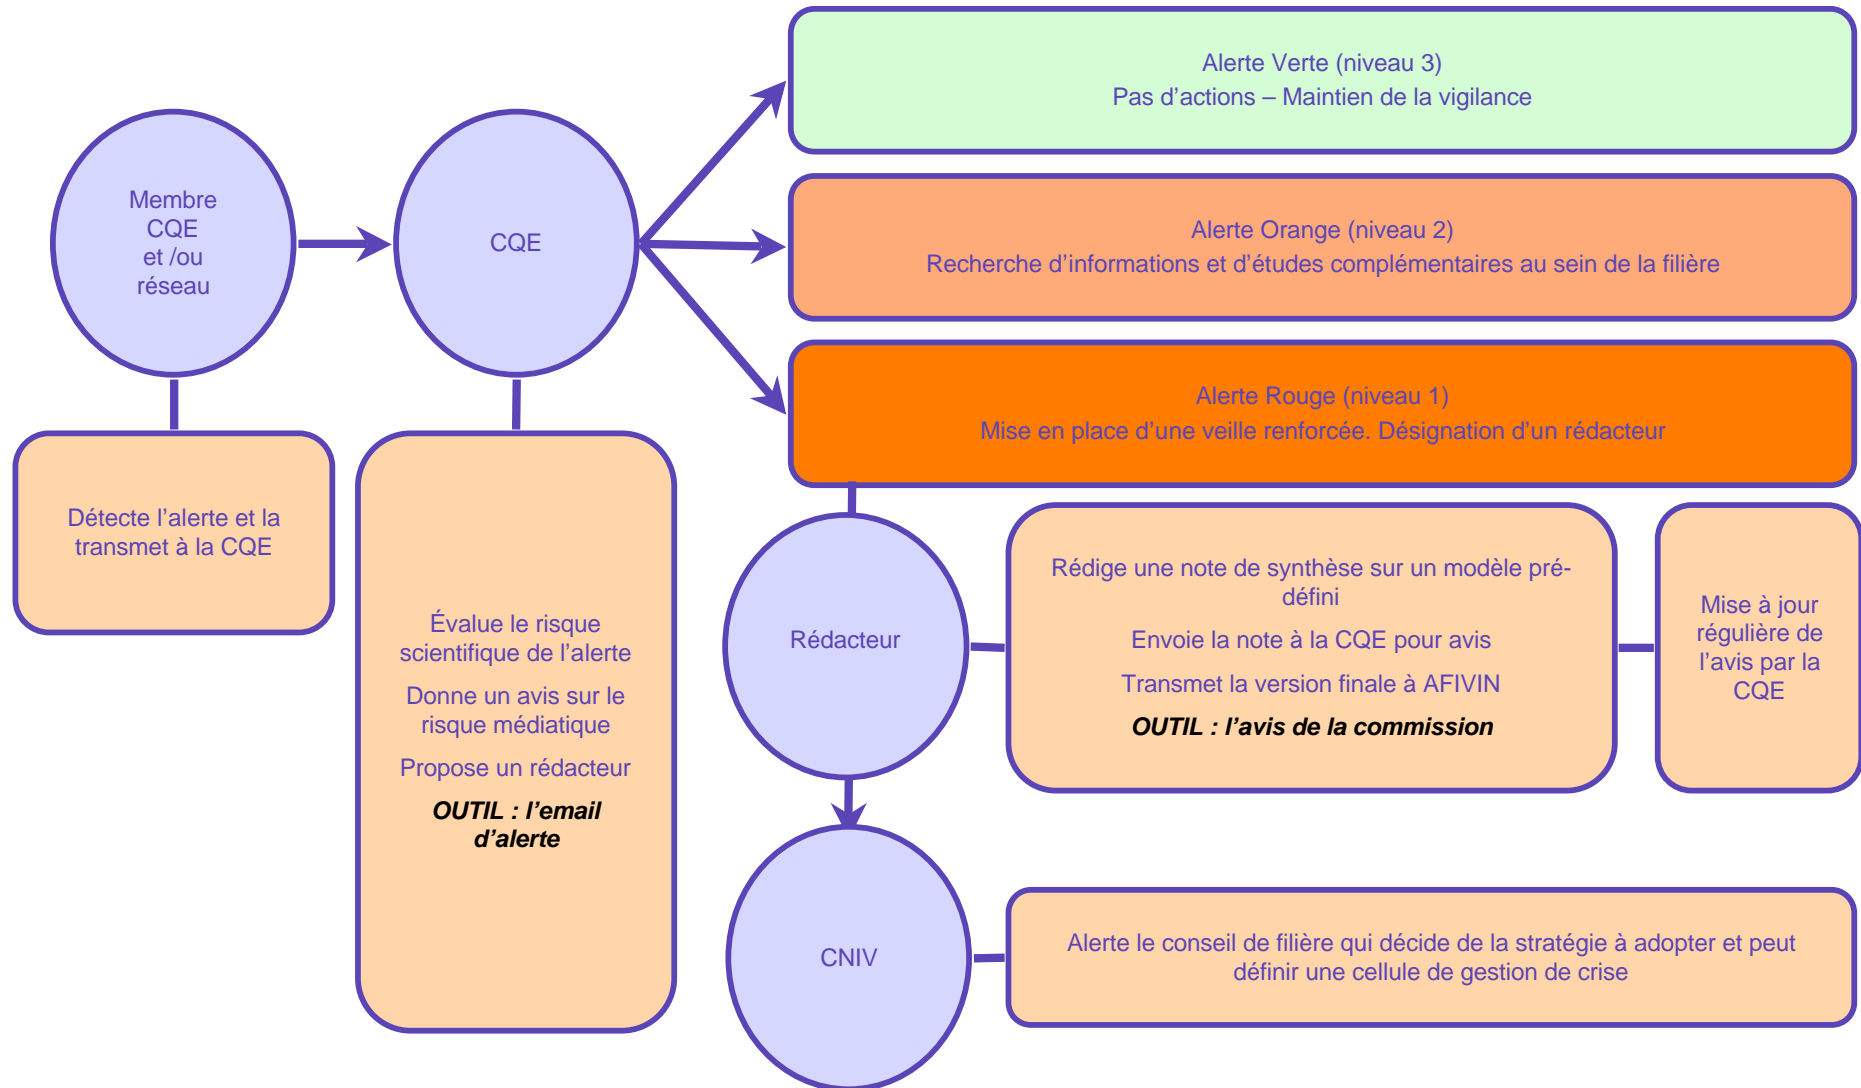 Alerte Verte (niveau 3)
Pas d’actions – Maintien de la vigilance
Membre
CQE
et /ou
réseau
CQE
Alerte Orange (niveau 2)
Recherche d’informations et d’études complémentaires au sein de la filière
Alerte Rouge (niveau 1)
Mise en place d’une veille renforcée. Désignation d’un rédacteur
Détecte l’alerte et la
transmet à la CQE
Évalue le risque
scientifique de l’alerte
Donne un avis sur le
risque médiatique
Propose un rédacteur
OUTIL : l’email
d’alerte
Rédacteur
Rédige une note de synthèse sur un modèle pré-
défini
Envoie la note à la CQE pour avis
Transmet la version finale à AFIVIN
OUTIL : l’avis de la commission
Mise à jour
régulière de
l’avis par la
CQE
CNIV
Alerte le conseil de filière qui décide de la stratégie à adopter et peut
définir une cellule de gestion de crise